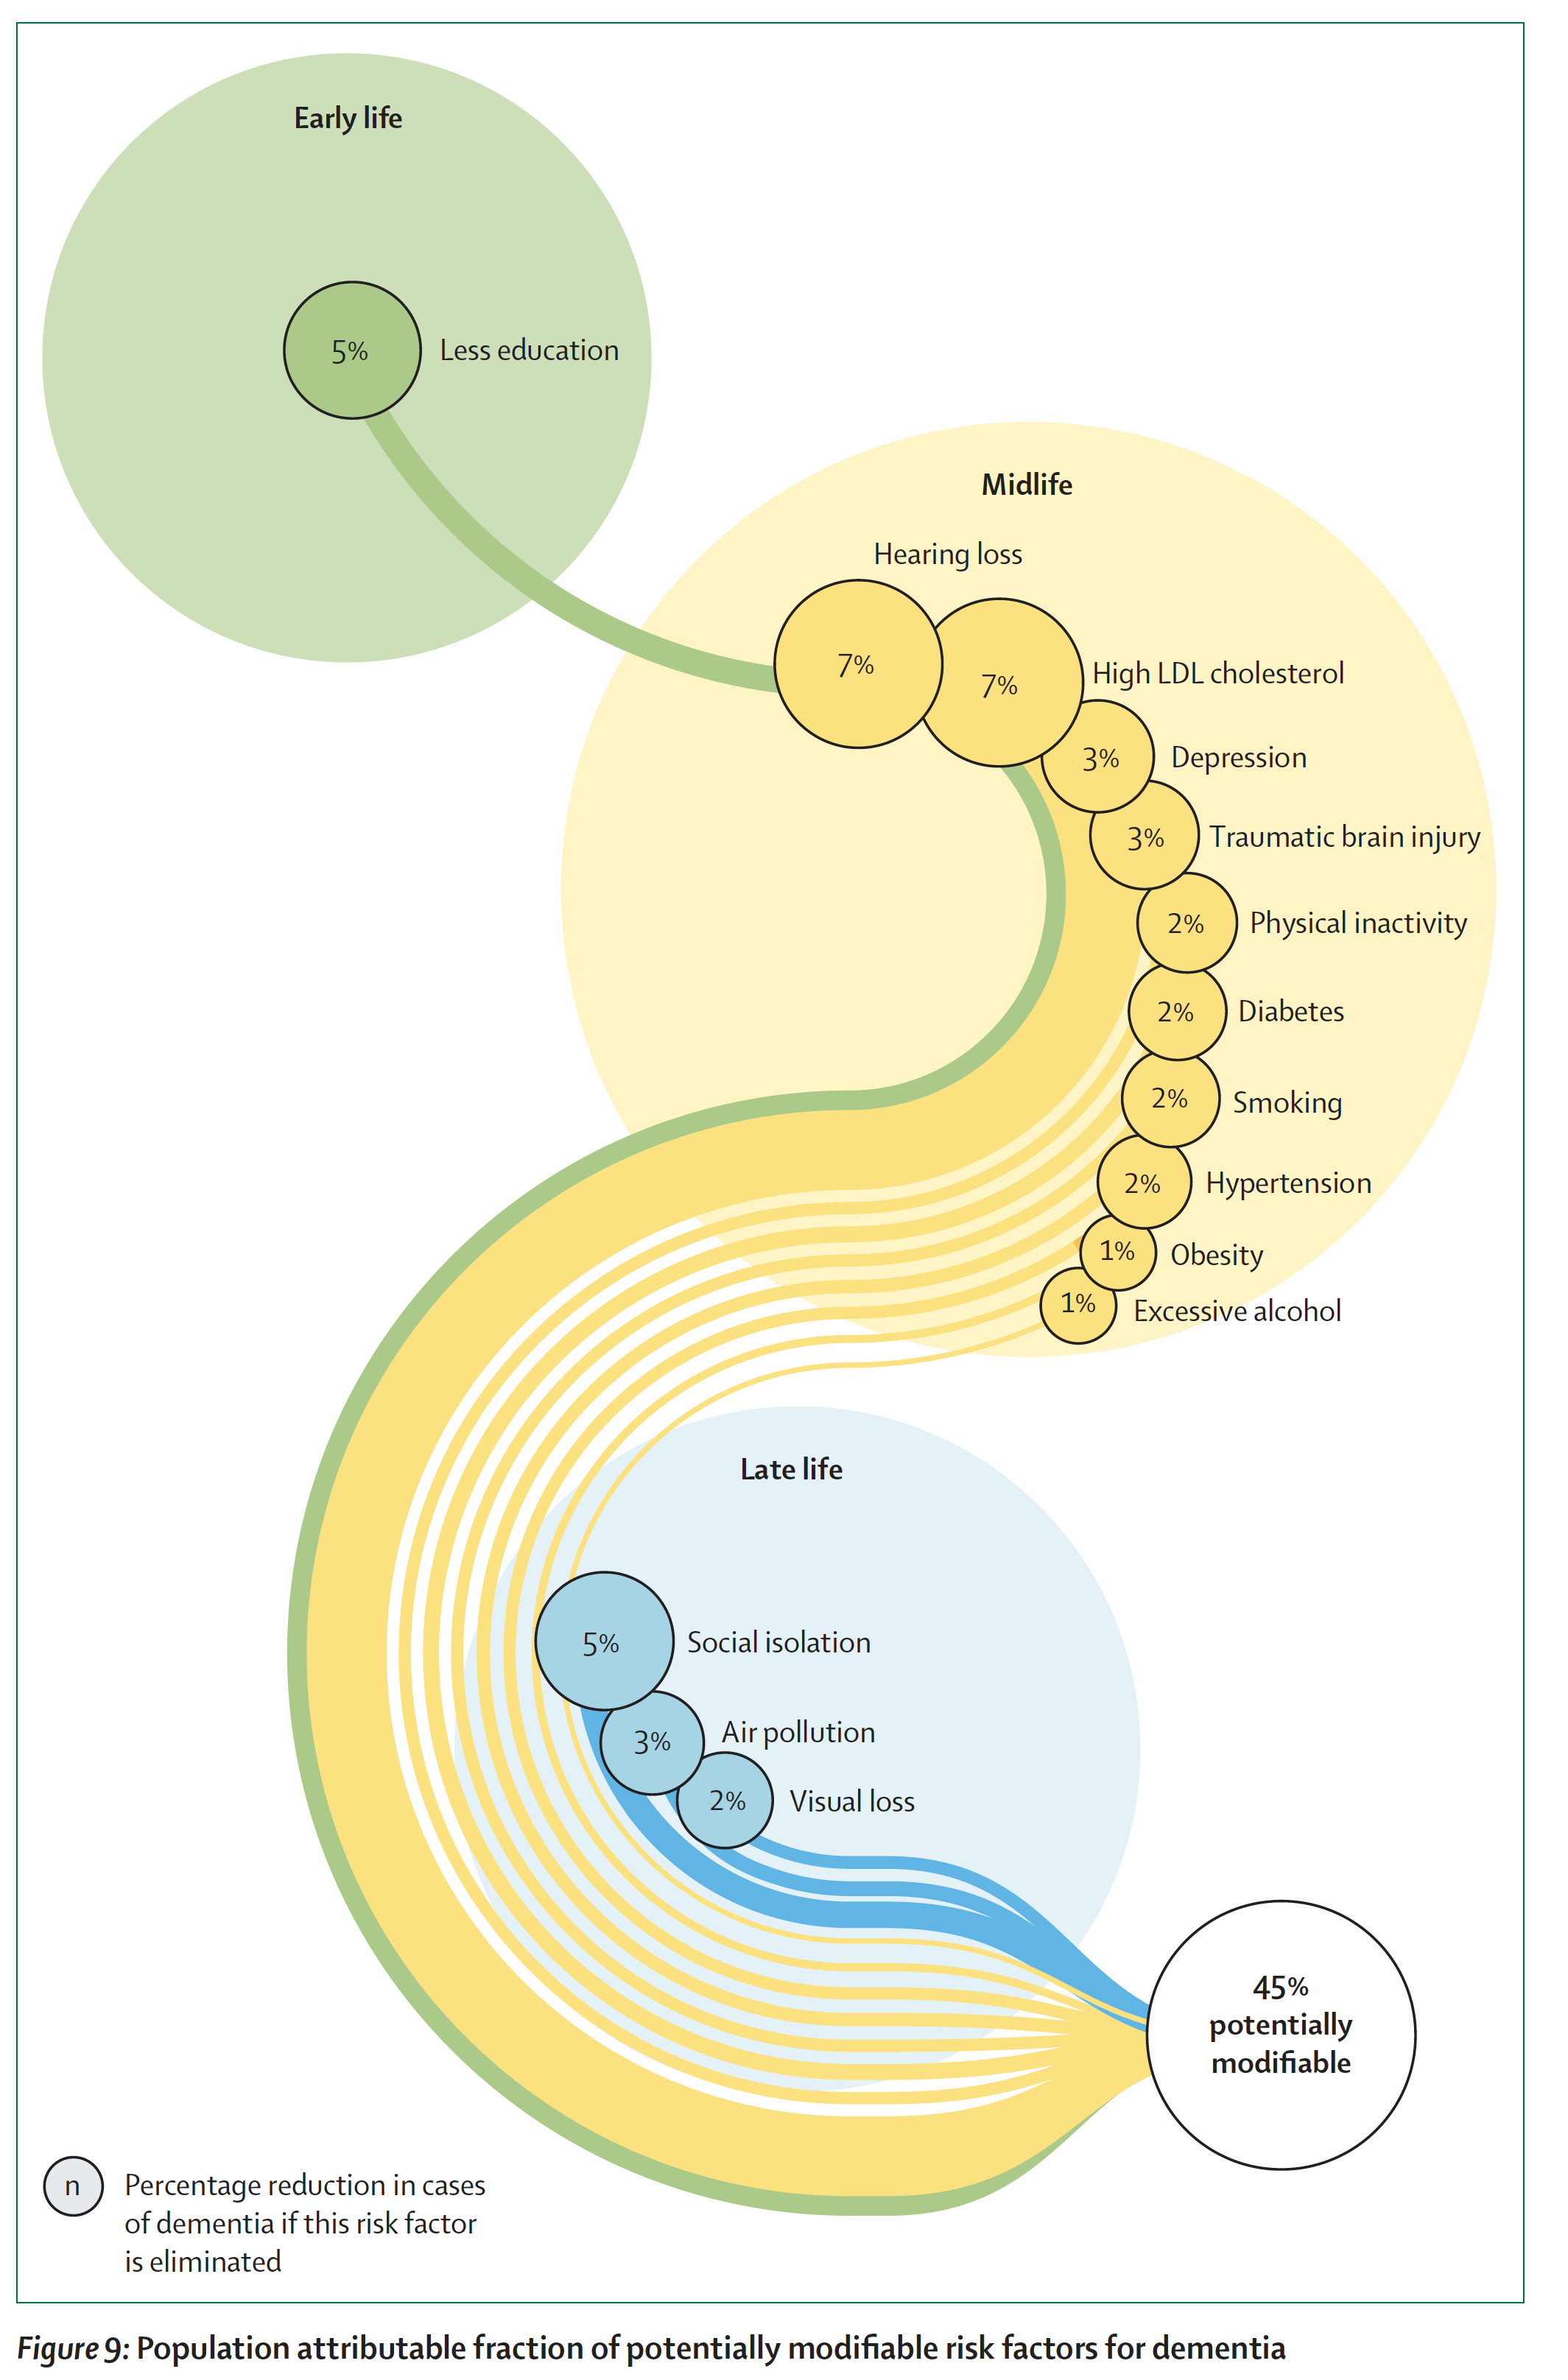 Early life
5%
Less education
Midlife
Hearing loss
7%
7%
High LDL cholesterol
3%
Depression
3%
Traumatic brain injury
2%
Physical inactivity
2%
Diabetes
2%
Smoking
2%
Hypertension
1%
Obesity
1%
Excessive alcohol
Late life
5%
Social isolation
3%
Air pollution
2%
Visual loss
45%
potentially
modifiable
n
Percentage reduction in cases
of dementia if this risk factor
is eliminated
Figure 9: Population attributable fraction of potentially modifiable risk factors for dementia